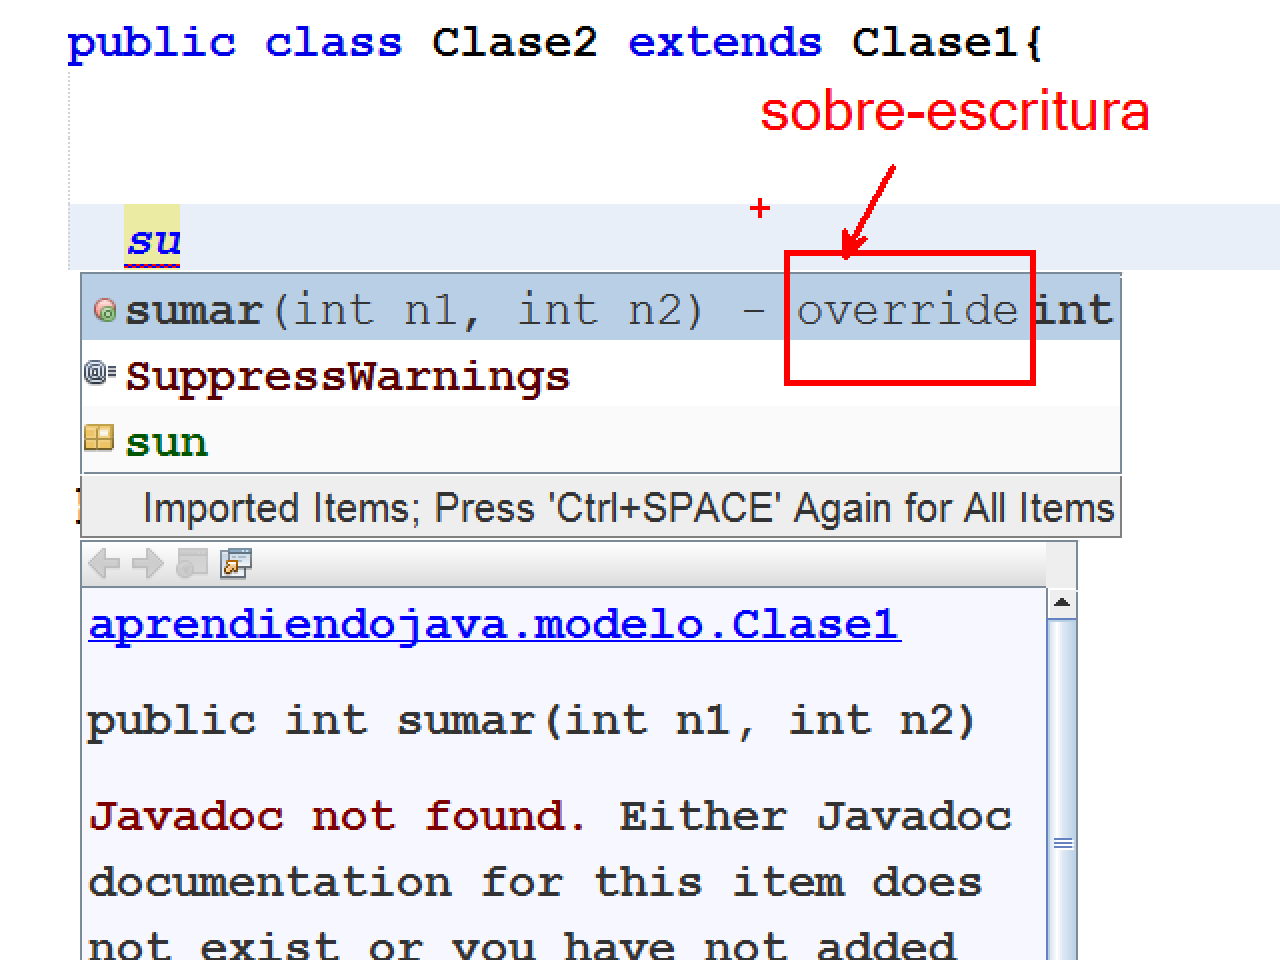 public class Clase2 extends Clase1{
sobre-escritura
su
sumar(int n1, int n2) - override int
SuppressWarnings
sun
Imported Items; Press 'Ctrl+SPACE' Again for All Items
aprendiendojava.modelo.Clase1
public int sumar(int n1, int n2)
Javadoc not found. Either Javadoc
documentation for this item does
not exist or you have not added